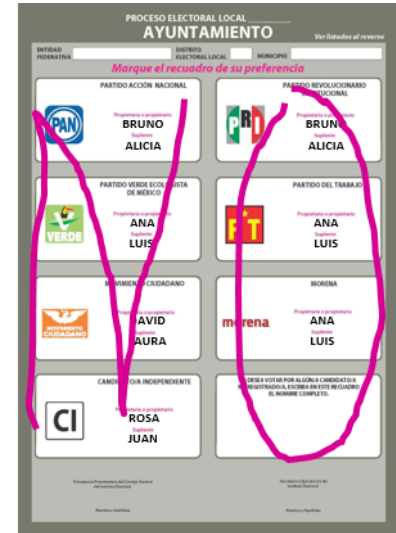 PROCESO ELECTORAL LOCAL
AYUNTAMIENTO
Ver listados al reverso
ENTIDAD FEDERATIVA
DISTRITO ELECTORAL LOCAL
MUNICIPIO
Marque el recuadro de su preferencia
PARTIDO ACCIÓN NACIONAL
PAN
Propietaria o propietario
BRUNO
Suplente
ALICIA
PARTIDO REVOLUCIONARIO
INSTITUCIONAL
PRI
Propietaria o propietario
BRUNO
Suplente
ALICIA
PARTIDO VERDE ECOLOGISTA
DE MÉXICO
VERDE
Propietaria o propietario
ANA
Suplente
LUIS
PARTIDO DEL TRABAJO
PT
Propietaria o propietario
ANA
Suplente
LUIS
MOVIMIENTO CIUDADANO
MOVIMIENTO
CIUDADANO
Propietaria o propietario
DAVID
Suplente
LAURA
MORENA
morena
Propietaria o propietario
ANA
Suplente
LUIS
CANDIDATO/A INDEPENDIENTE
CI
Propietaria o propietario
ROSA
Suplente
JUAN
SI DESEA VOTAR POR ALGÚN/A CANDIDATO/A
NO REGISTRADO/A, ESCRIBA EN ESTE RECUADRO
EL NOMBRE COMPLETO.
Nombre y Apellidos
Nombre y Apellidos